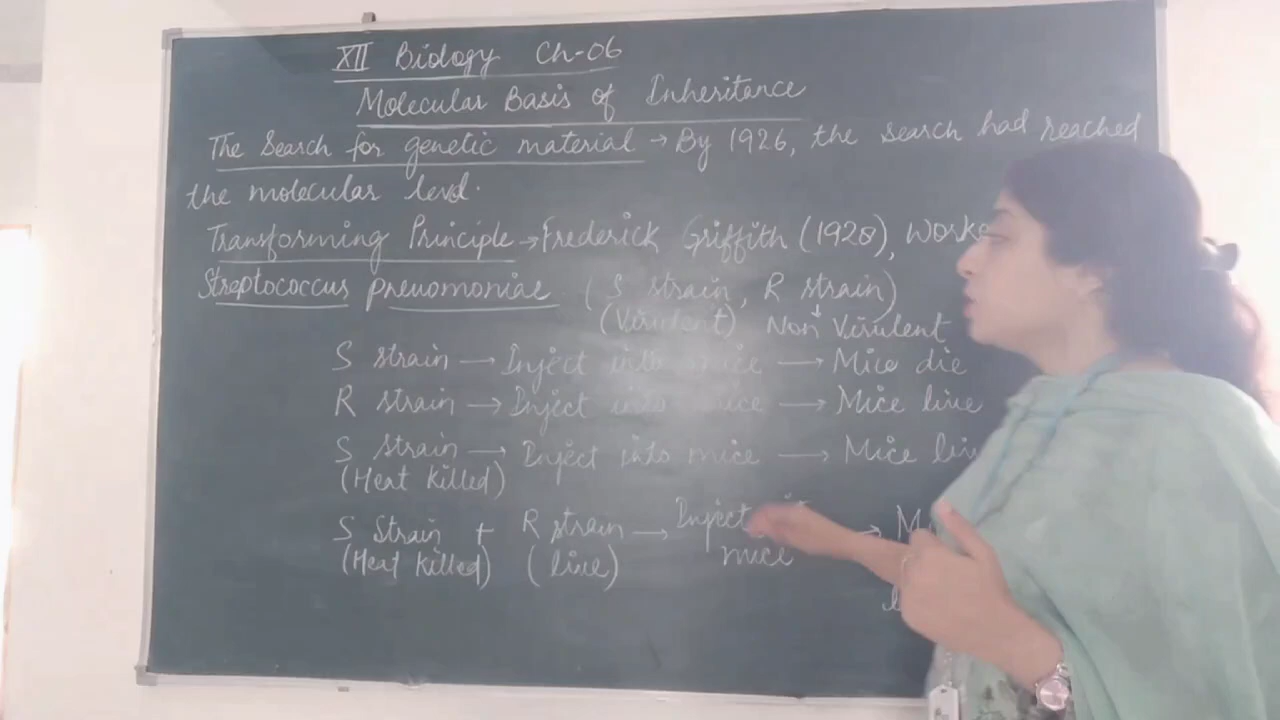 XII Biology Ch-06
Molecular Basis of Inheritance
The Search for genetic material → By 1926, the search had reached
the molecular level.
Transforming Principle → Frederick Griffith (1928),
Streptococcus pneumoniae (S strain, R strain)
(Virulent) Non Virulent
S strain → Inject into mice → Mice die
R strain → Inject into mice → Mice live
S strain → Inject into mice → Mice
(Heat killed)
S Strain + R strain → Inject
(Heat killed) (live) mice